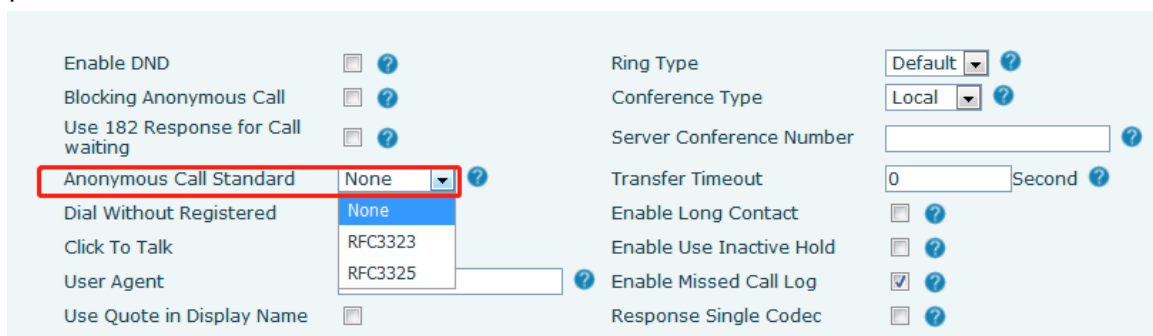 Enable DND
Ring Type Default
Blocking Anonymous Call
Conference Type Local
Use 182 Response for Call
waiting
Server Conference Number
Anonymous Call Standard None
Transfer Timeout 0 Second
Dial Without Registered None
Enable Long Contact
Click To Talk RFC3323
Enable Use Inactive Hold
User Agent RFC3325
Enable Missed Call Log
Use Quote in Display Name
Response Single Codec